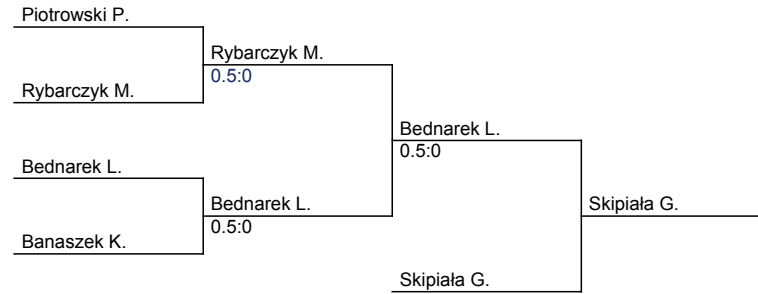 Piotrowski P.
Rybarczyk M.
0.5:0
Rybarczyk M.
Bednarek L.
0.5:0
Bednarek L.
Bednarek L.
0.5:0
Skipiała G.
Banaszek K.
Skipiała G.